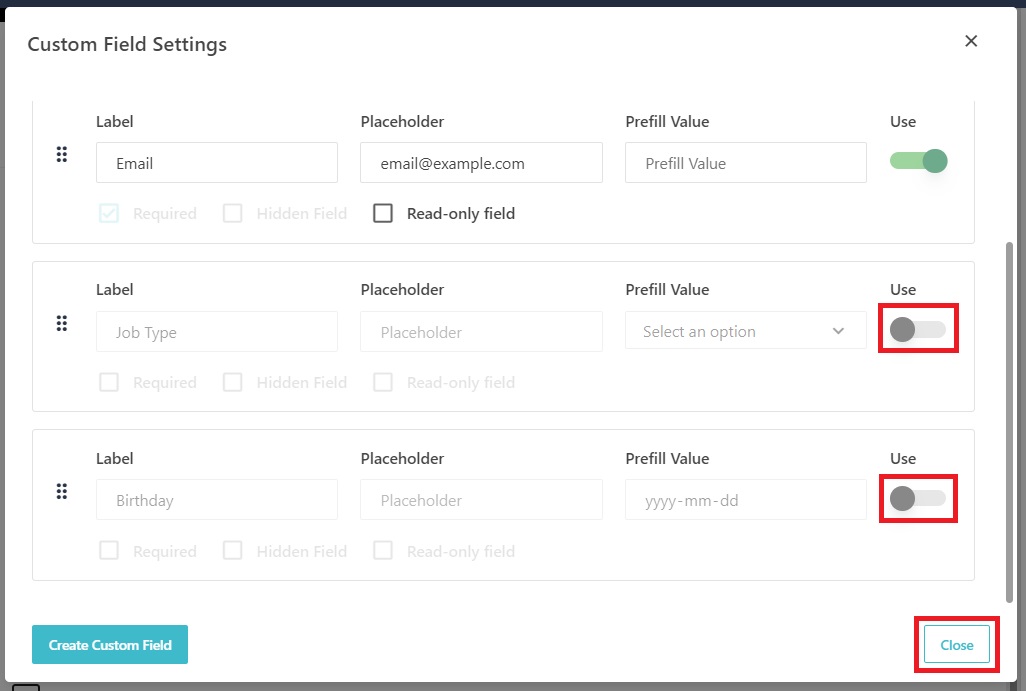 Custom Field Settings
Label Placeholder Prefill Value Use
Email email@example.com Prefill Value
Required Hidden Field Read-only field
Label Placeholder Prefill Value Use
Job Type Placeholder Select an option
Required Hidden Field Read-only field
Label Placeholder Prefill Value Use
Birthday Placeholder yyyy-mm-dd
Required Hidden Field Read-only field
Create Custom Field Close